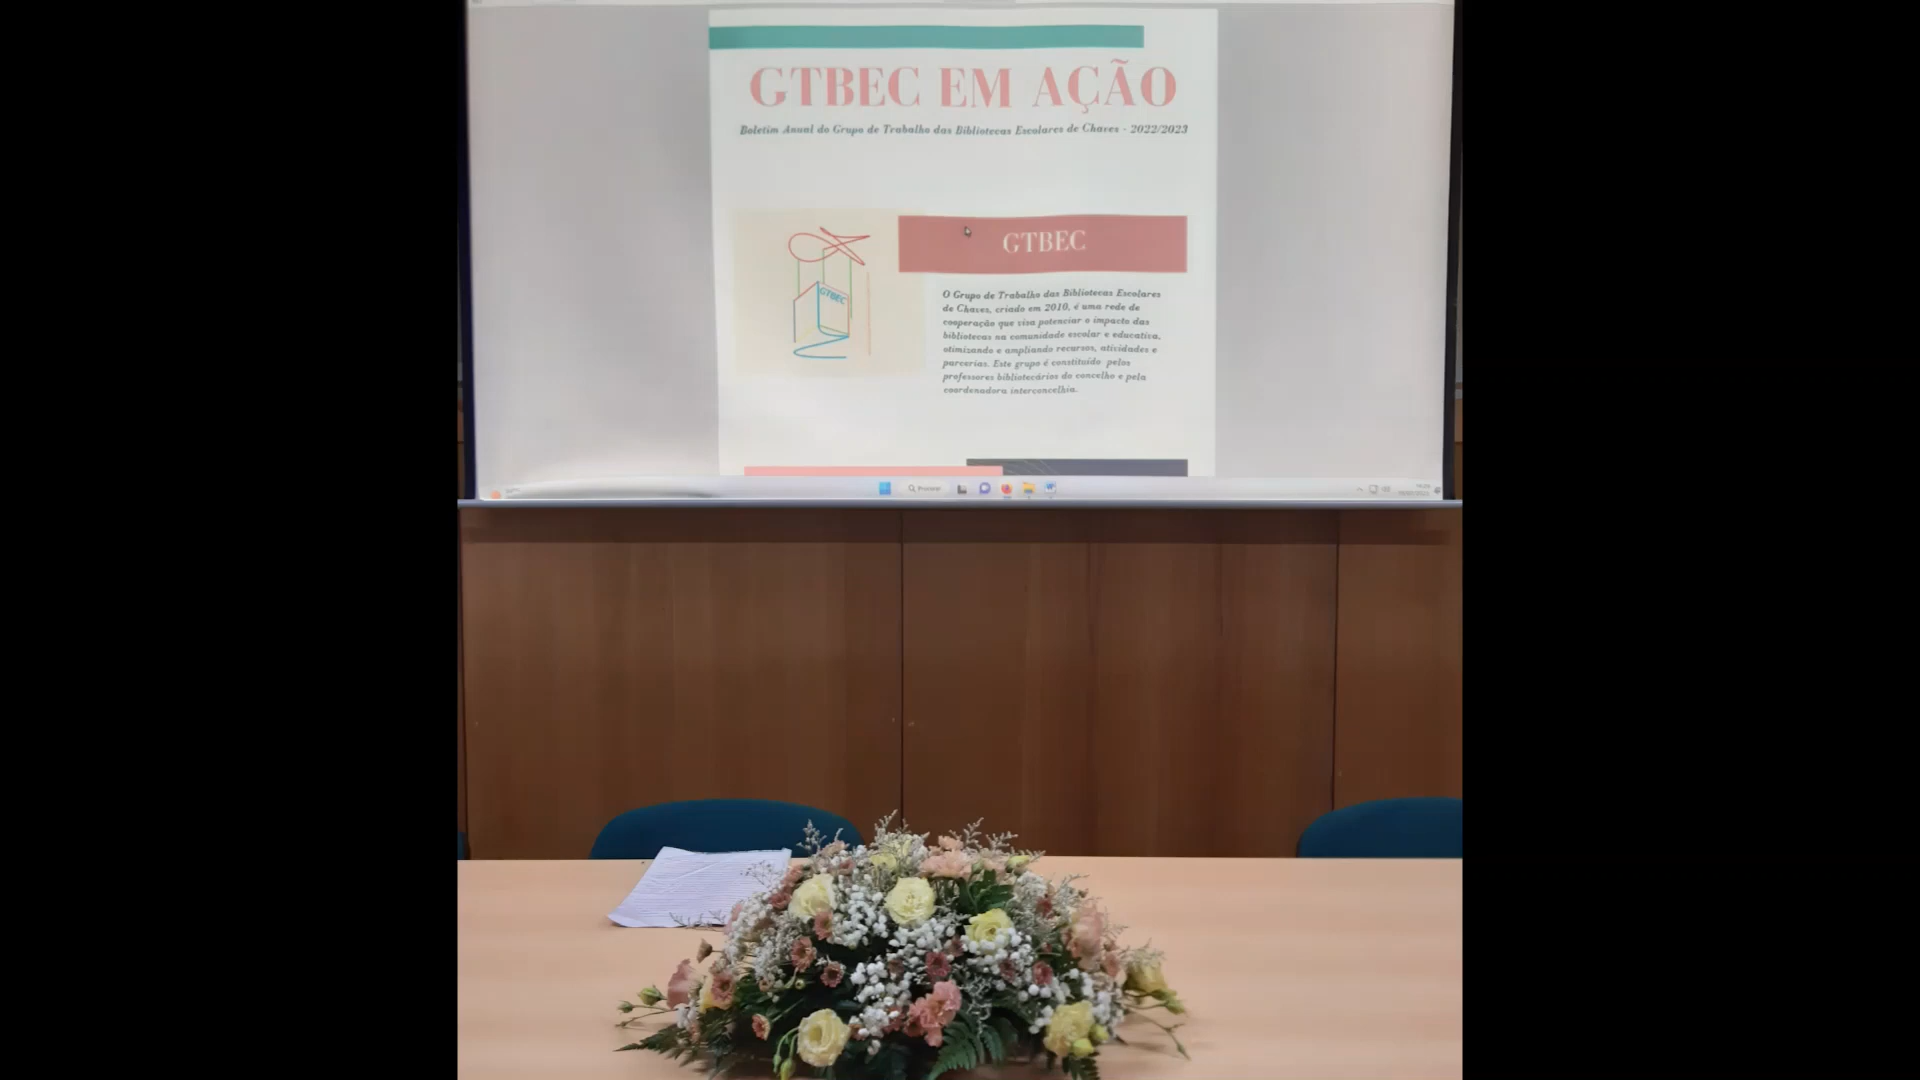 GTBEC EM AÇÃO
Boletim Anual do Grupo de Trabalho das Bibliotecas Escolares de Chaves - 2022/2023
GTBEC
GTBEC
O Grupo de Trabalho das Bibliotecas Escolares
de Chaves, criado em 2010, é uma rede de
cooperação que visa potenciar o impacto das
bibliotecas na comunidade escolar e educativa,
otimizando e ampliando recursos, atividades e
parcerias. Este grupo é constituído pelos
professores bibliotecários do concelho e pela
coordenadora interconcelhia.
Procurar